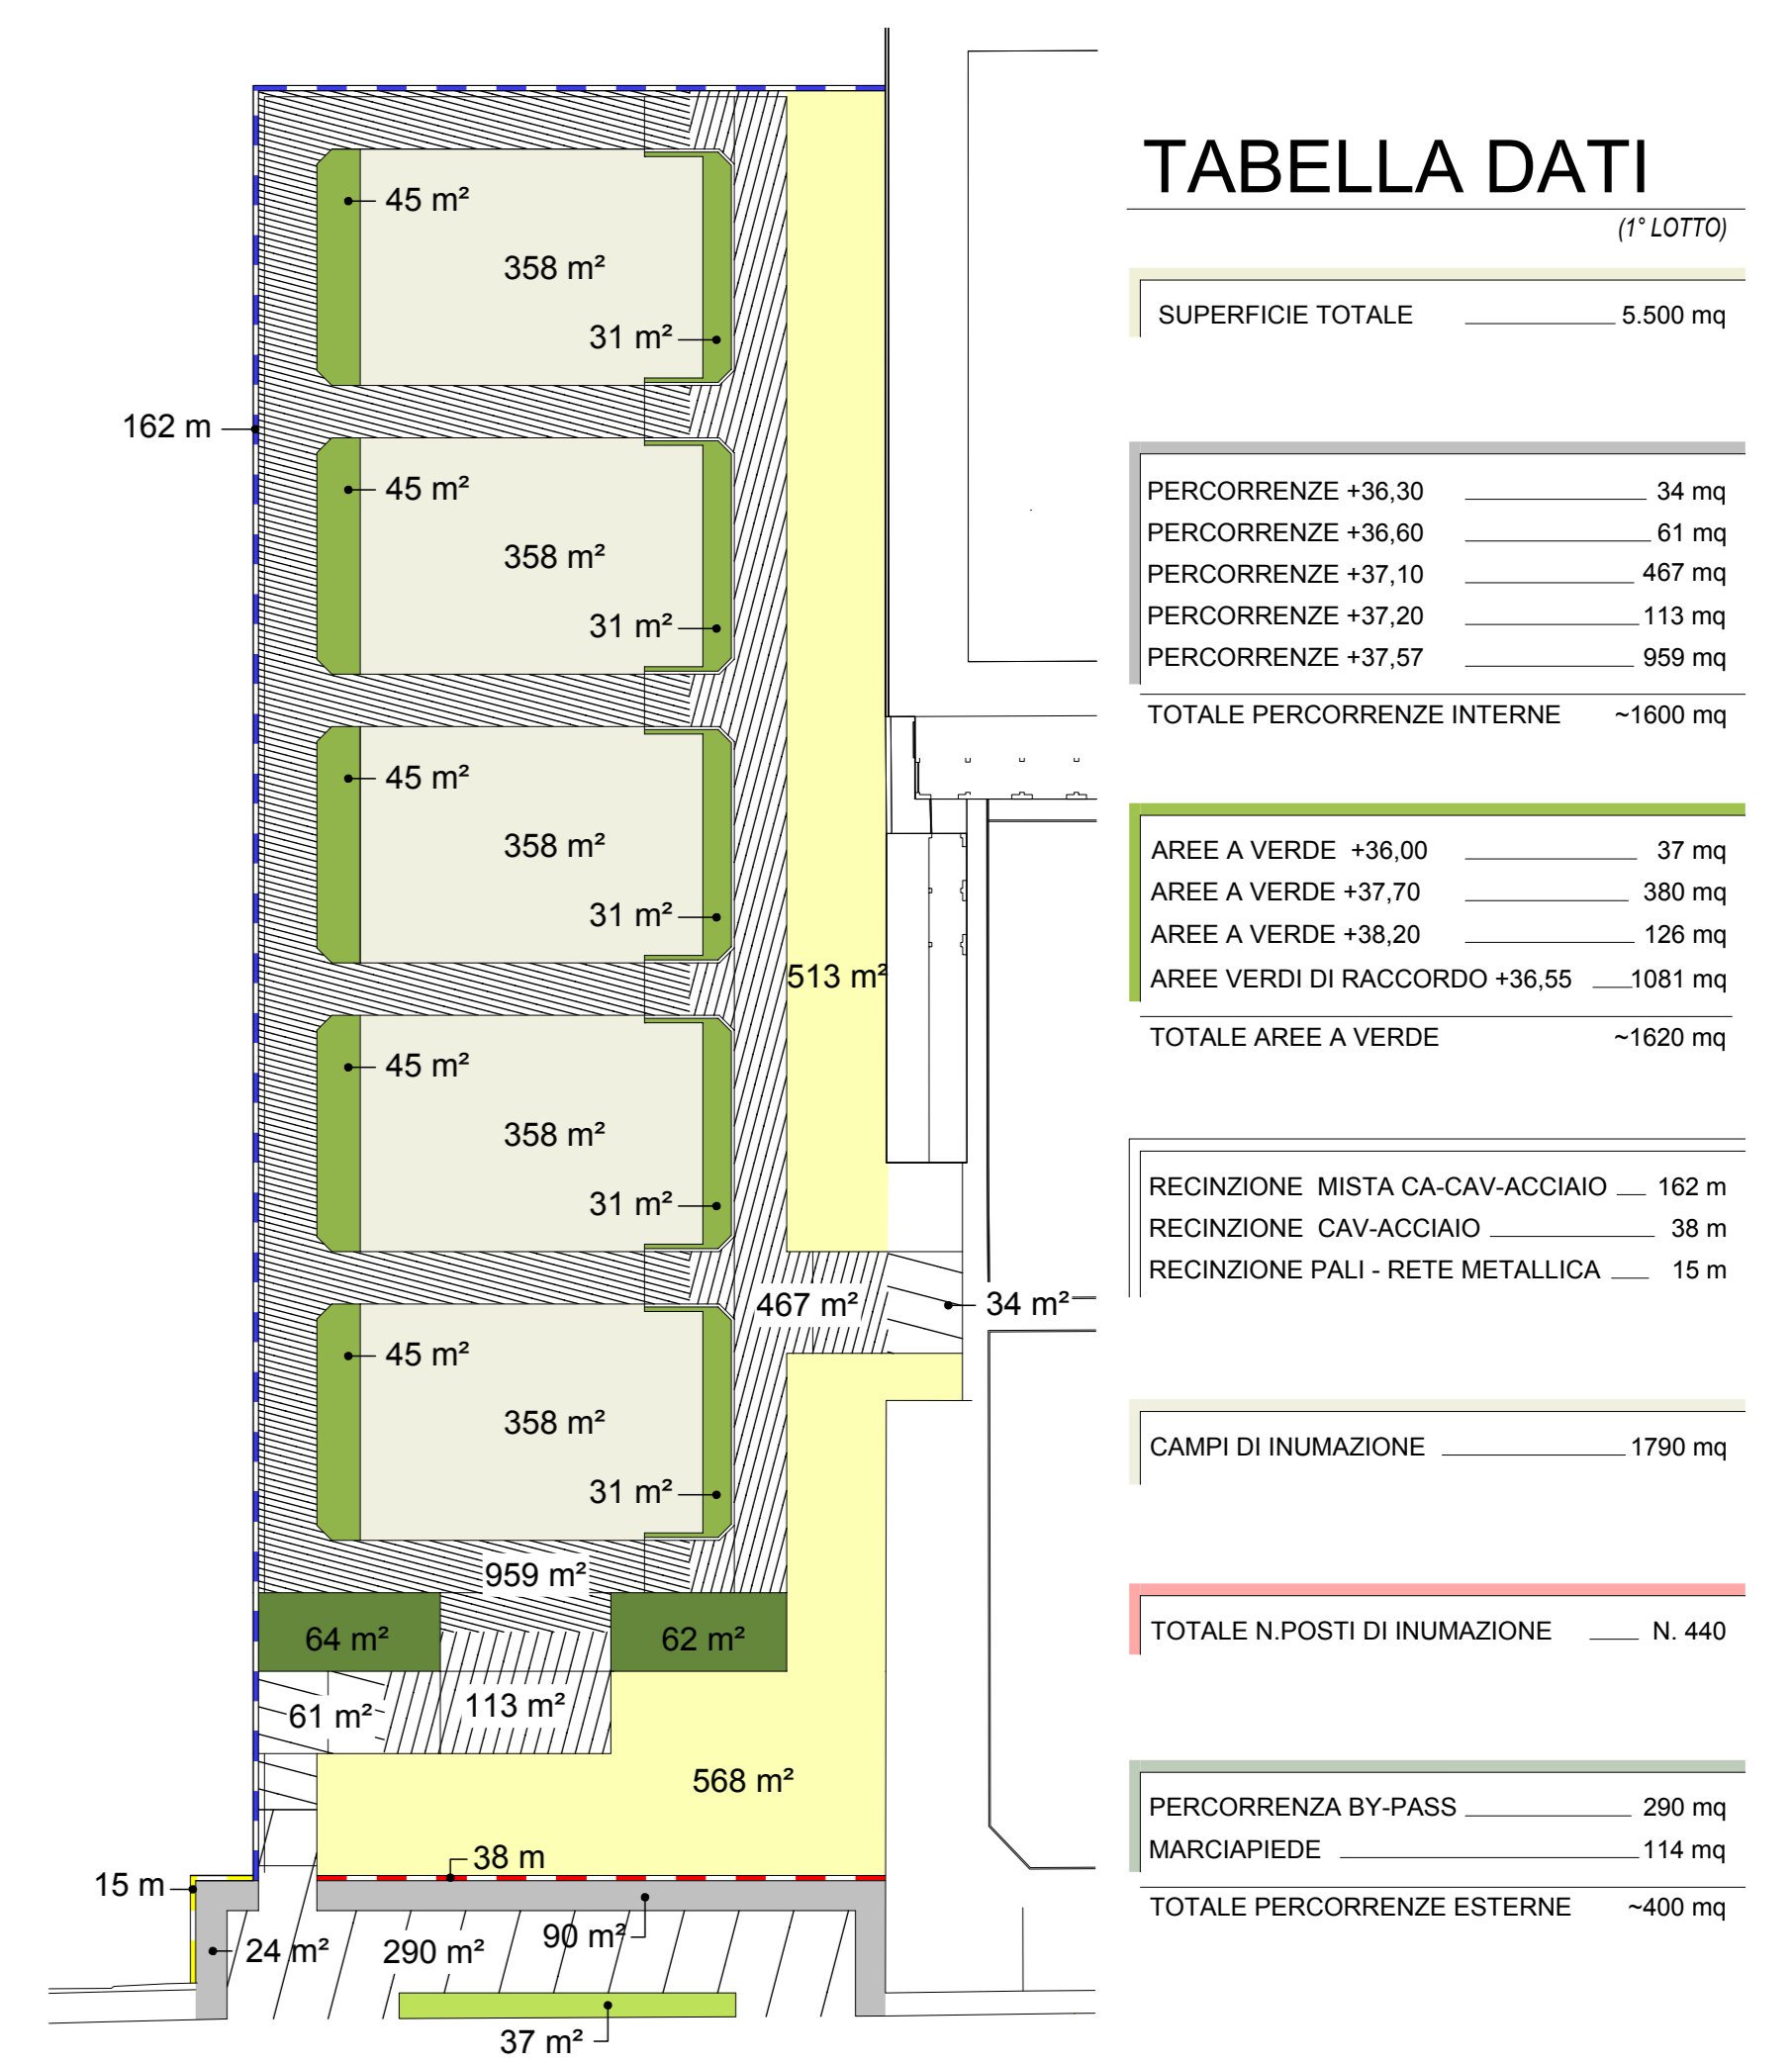 45 m²
358 m²
31 m²
162 m
45 m²
358 m²
31 m²
45 m²
358 m²
31 m²
513 m²
45 m²
358 m²
31 m²
467 m²
34 m²
45 m²
358 m²
31 m²
959 m²
64 m²
62 m²
61 m²
113 m²
568 m²
38 m
15 m
24 m²
290 m²
90 m²
37 m²
TABELLA DATI
(1° LOTTO)
SUPERFICIE TOTALE 5.500 mq
PERCORRENZE +36,30 34 mq
PERCORRENZE +36,60 61 mq
PERCORRENZE +37,10 467 mq
PERCORRENZE +37,20 113 mq
PERCORRENZE +37,57 959 mq
TOTALE PERCORRENZE INTERNE ~1600 mq
AREE A VERDE +36,00 37 mq
AREE A VERDE +37,70 380 mq
AREE A VERDE +38,20 126 mq
AREE VERDI DI RACCORDO +36,55 1081 mq
TOTALE AREE A VERDE ~1620 mq
RECINZIONE MISTA CA-CAV-ACCIAIO 162 m
RECINZIONE CAV-ACCIAIO 38 m
RECINZIONE PALI - RETE METALLICA 15 m
CAMPI DI INUMAZIONE 1790 mq
TOTALE N.POSTI DI INUMAZIONE N. 440
PERCORRENZA BY-PASS 290 mq
MARCIAPIEDE 114 mq
TOTALE PERCORRENZE ESTERNE ~400 mq